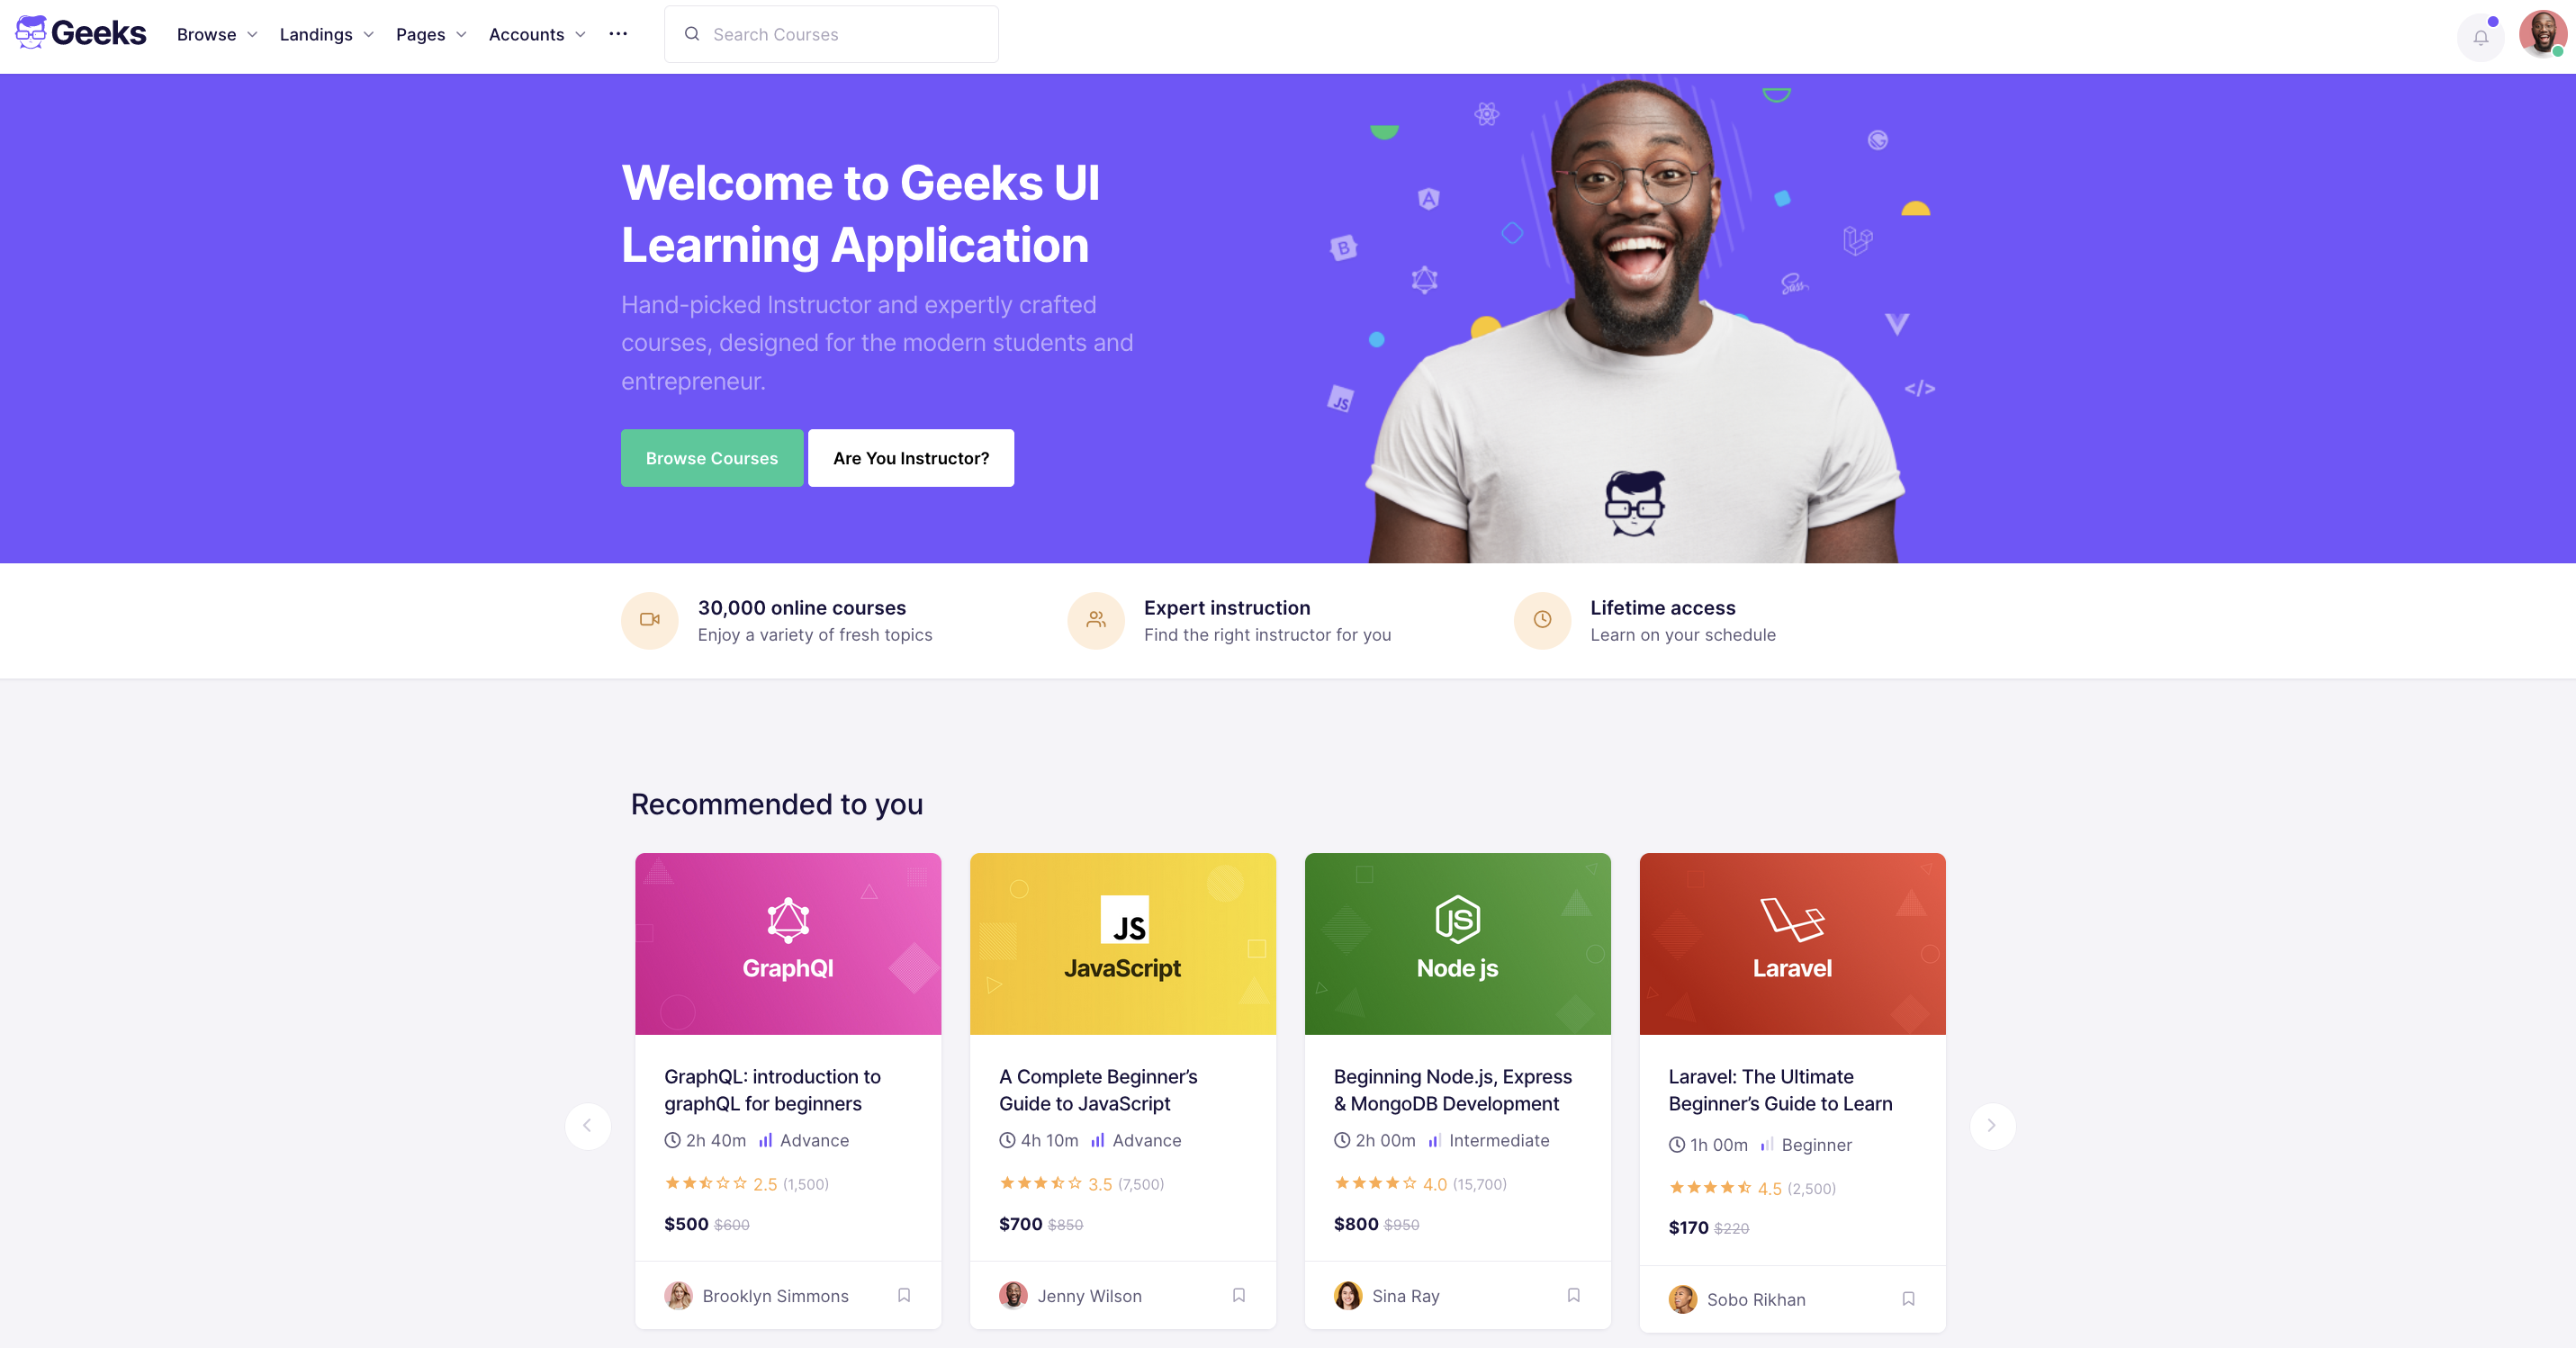 Geeks
Browse
Landings
Pages
Accounts
Search Courses
Welcome to Geeks UI
Learning Application
Hand-picked Instructor and expertly crafted
courses, designed for the modern students and
entrepreneur.
Browse Courses
Are You Instructor?
A
B
JS
Sass
</>
30,000 online courses
Enjoy a variety of fresh topics
Expert instruction
Find the right instructor for you
Lifetime access
Learn on your schedule
Recommended to you
GraphQl
GraphQL: introduction to
graphQL for beginners
2h 40m Advance
2.5 (1,500)
$500 $600
Brooklyn Simmons
JS
JavaScript
A Complete Beginner’s
Guide to JavaScript
4h 10m Advance
3.5 (7,500)
$700 $850
Jenny Wilson
JS
Node js
Beginning Node.js, Express
& MongoDB Development
2h 00m Intermediate
4.0 (15,700)
$800 $950
Sina Ray
Laravel
Laravel: The Ultimate
Beginner’s Guide to Learn
1h 00m Beginner
4.5 (2,500)
$170 $220
Sobo Rikhan